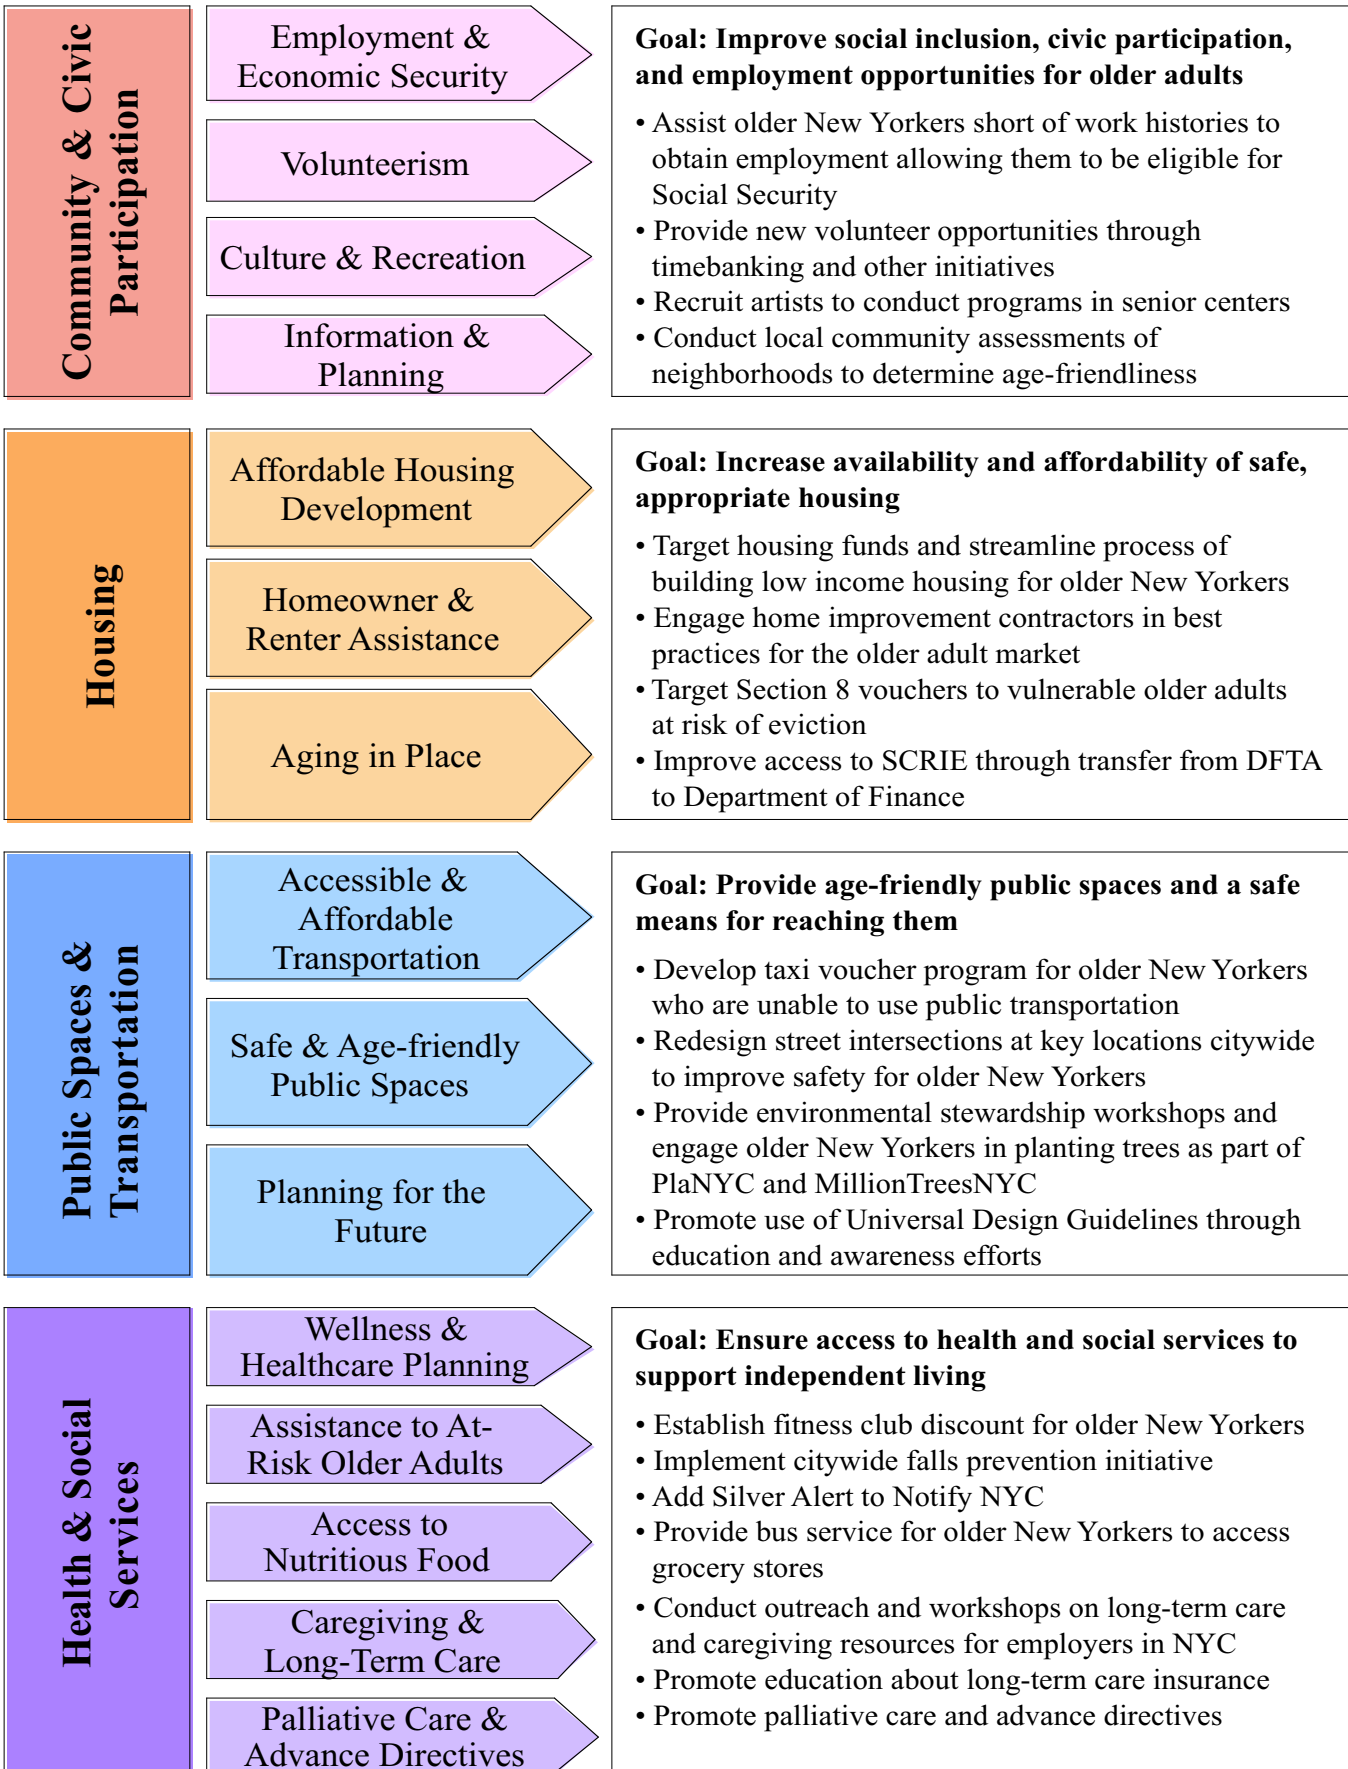 Community & Civic
Participation
Employment &
Economic Security
Volunteerism
Culture & Recreation
Information &
Planning
Goal: Improve social inclusion, civic participation,
and employment opportunities for older adults
• Assist older New Yorkers short of work histories to
obtain employment allowing them to be eligible for
Social Security
• Provide new volunteer opportunities through
timebanking and other initiatives
• Recruit artists to conduct programs in senior centers
• Conduct local community assessments of
neighborhoods to determine age-friendliness
Housing
Affordable Housing
Development
Homeowner &
Renter Assistance
Aging in Place
Goal: Increase availability and affordability of safe,
appropriate housing
• Target housing funds and streamline process of
building low income housing for older New Yorkers
• Engage home improvement contractors in best
practices for the older adult market
• Target Section 8 vouchers to vulnerable older adults
at risk of eviction
• Improve access to SCRIE through transfer from DFTA
to Department of Finance
Public Spaces &
Transportation
Accessible &
Affordable
Transportation
Safe & Age-friendly
Public Spaces
Planning for the
Future
Goal: Provide age-friendly public spaces and a safe
means for reaching them
• Develop taxi voucher program for older New Yorkers
who are unable to use public transportation
• Redesign street intersections at key locations citywide
to improve safety for older New Yorkers
• Provide environmental stewardship workshops and
engage older New Yorkers in planting trees as part of
PlaNYC and MillionTreesNYC
• Promote use of Universal Design Guidelines through
education and awareness efforts
Health & Social
Services
Wellness &
Healthcare Planning
Assistance to At-
Risk Older Adults
Access to
Nutritious Food
Caregiving &
Long-Term Care
Palliative Care &
Advance Directives
Goal: Ensure access to health and social services to
support independent living
• Establish fitness club discount for older New Yorkers
• Implement citywide falls prevention initiative
• Add Silver Alert to Notify NYC
• Provide bus service for older New Yorkers to access
grocery stores
• Conduct outreach and workshops on long-term care
and caregiving resources for employers in NYC
• Promote education about long-term care insurance
• Promote palliative care and advance directives